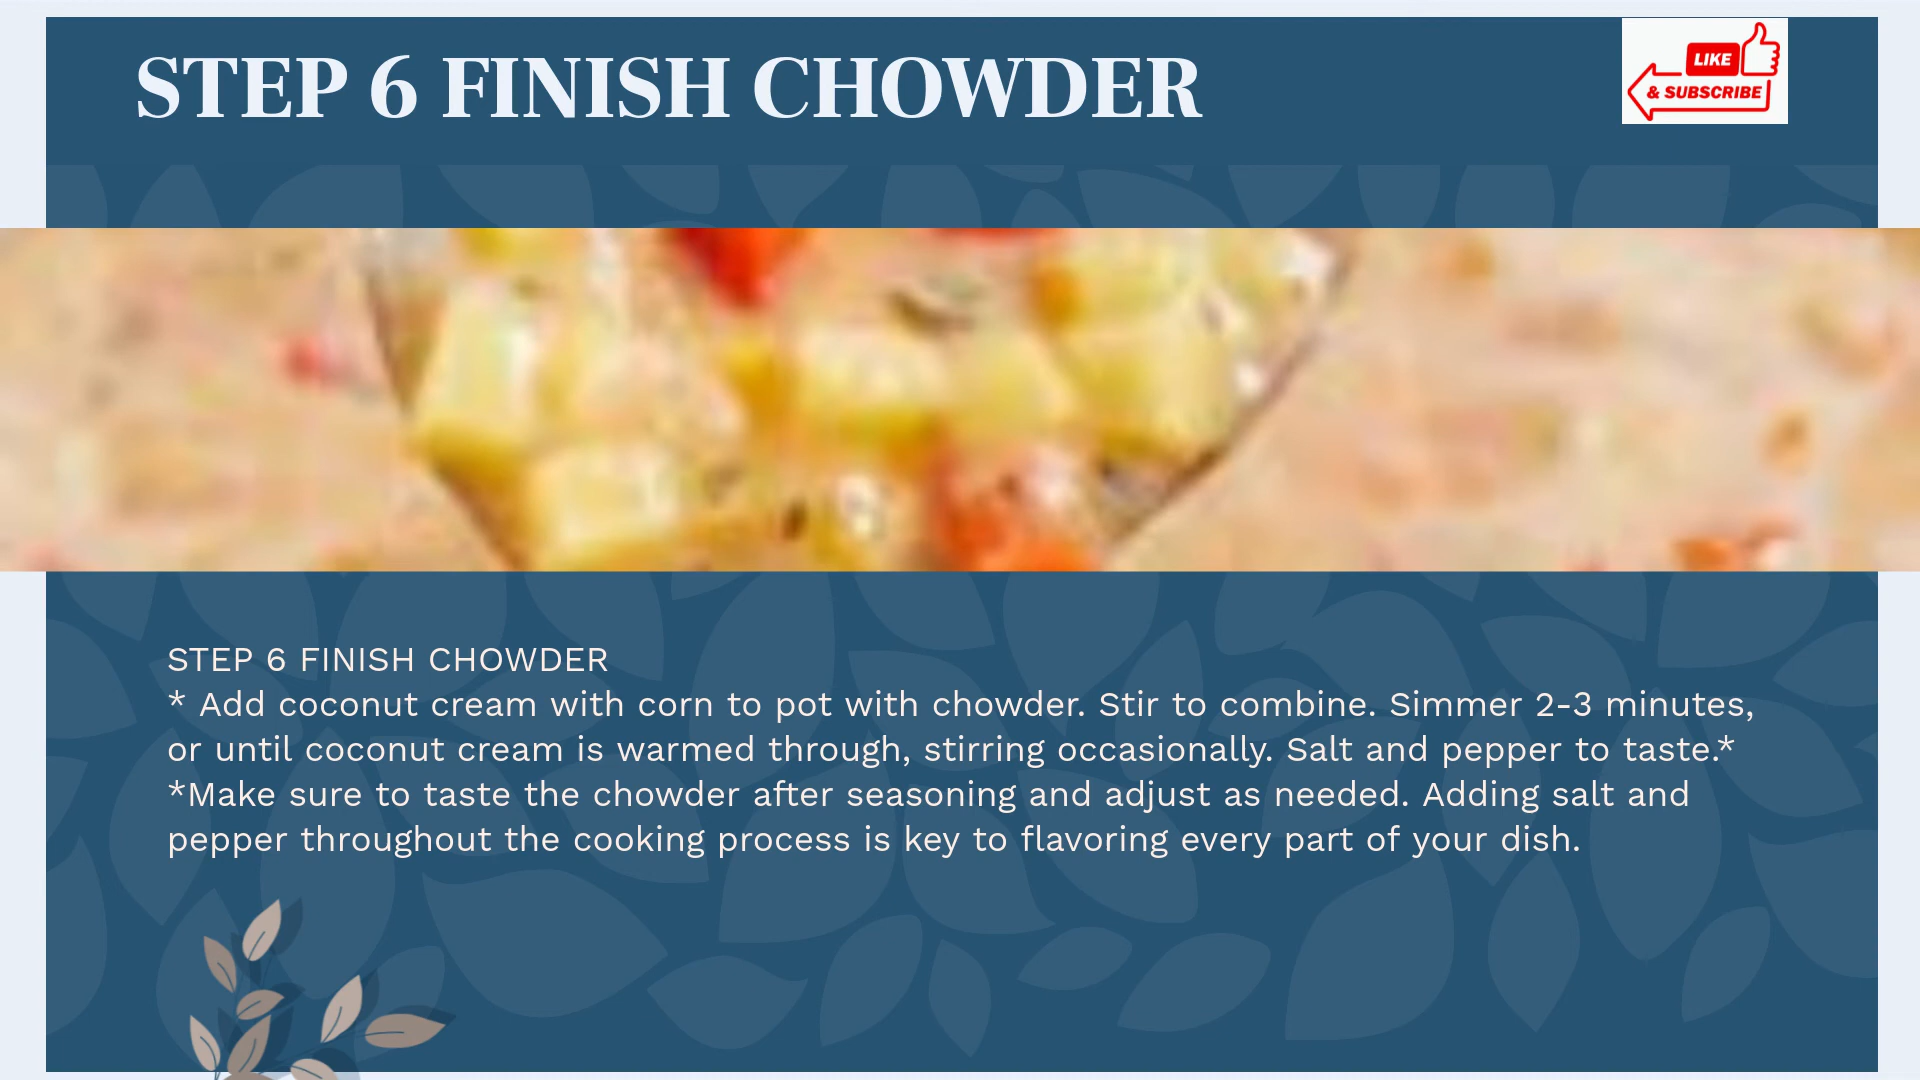 STEP 6 FINISH CHOWDER
LIKE
& SUBSCRIBE
STEP 6 FINISH CHOWDER
* Add coconut cream with corn to pot with chowder. Stir to combine. Simmer 2-3 minutes,
or until coconut cream is warmed through, stirring occasionally. Salt and pepper to taste.*
*Make sure to taste the chowder after seasoning and adjust as needed. Adding salt and
pepper throughout the cooking process is key to flavoring every part of your dish.